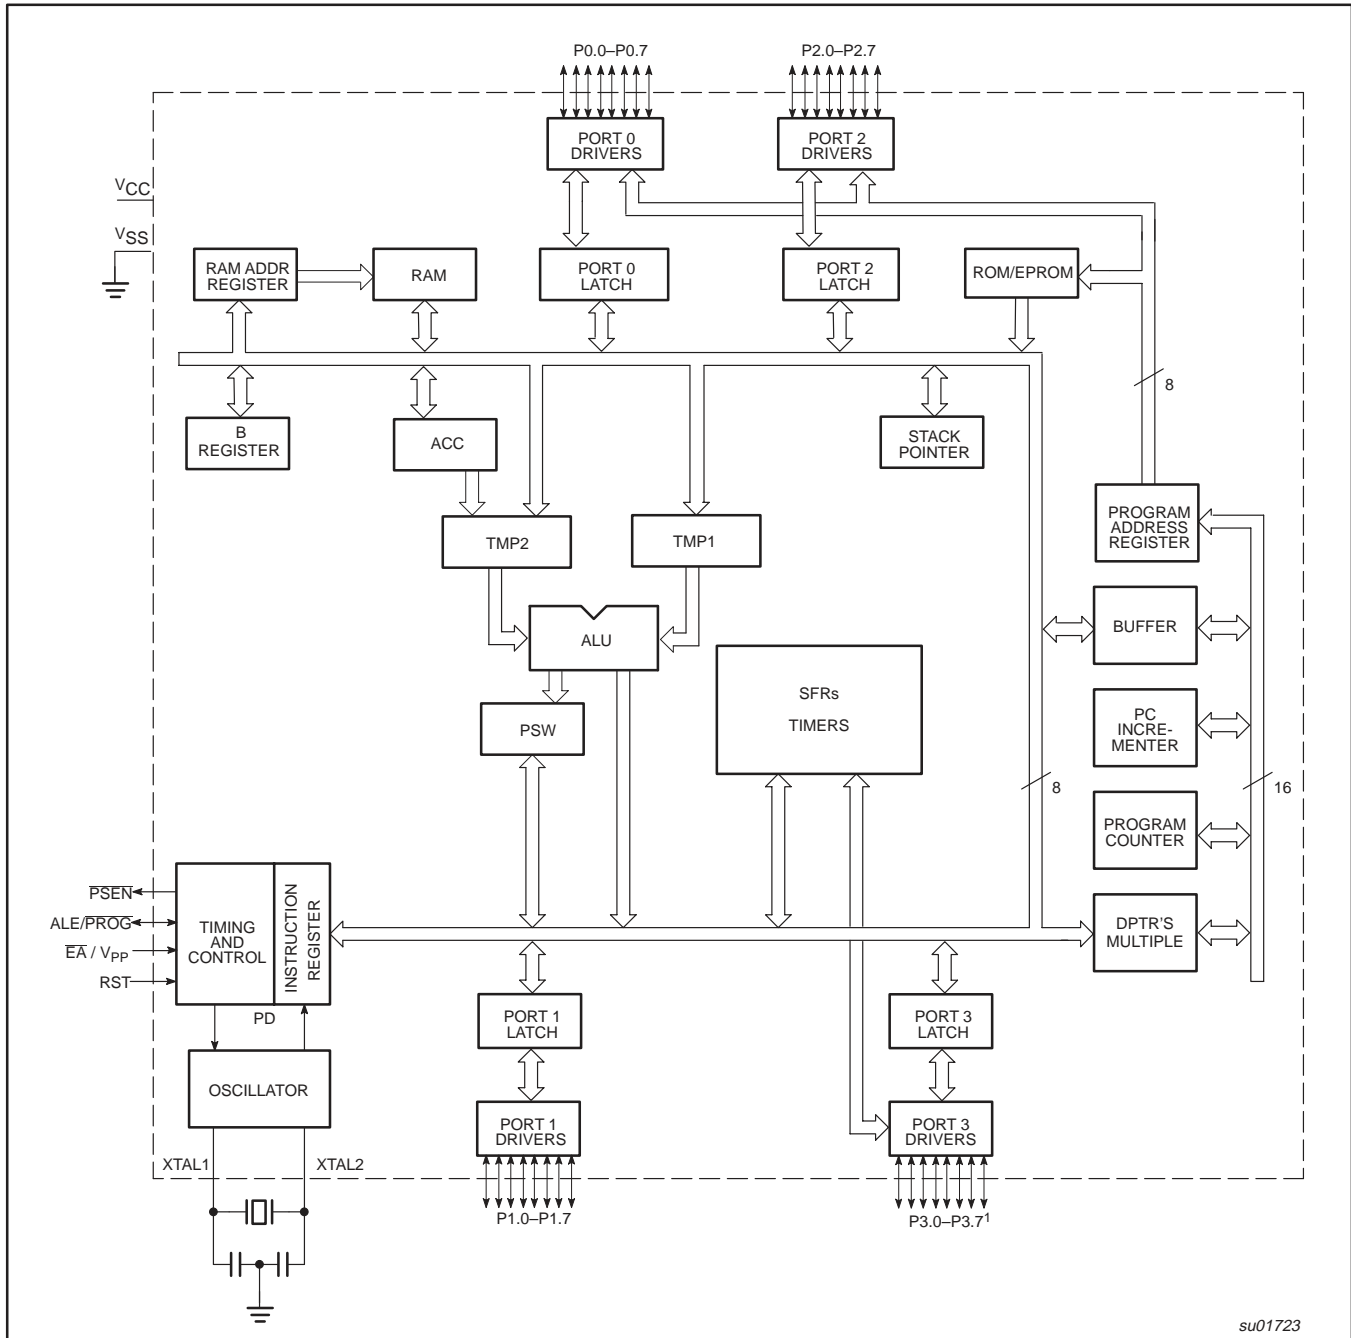 P0.0–P0.7
P2.0–P2.7
PORT 0
DRIVERS
PORT 2
DRIVERS
VCC
VSS
RAM ADDR
REGISTER
RAM
PORT 0
LATCH
PORT 2
LATCH
ROM/EPROM
8
B
REGISTER
ACC
STACK
POINTER
PROGRAM
ADDRESS
REGISTER
TMP2
TMP1
ALU
BUFFER
SFRs
TIMERS
PSW
PC
INCRE-
MENTER
8
16
PROGRAM
COUNTER
PSEN
ALE/PROG
EA / VPP
RST
TIMING
AND
CONTROL
INSTRUCTION
REGISTER
DPTR'S
MULTIPLE
PD
PORT 1
LATCH
PORT 3
LATCH
OSCILLATOR
PORT 1
DRIVERS
PORT 3
DRIVERS
XTAL1
XTAL2
P1.0–P1.7
P3.0–P3.7¹
su01723